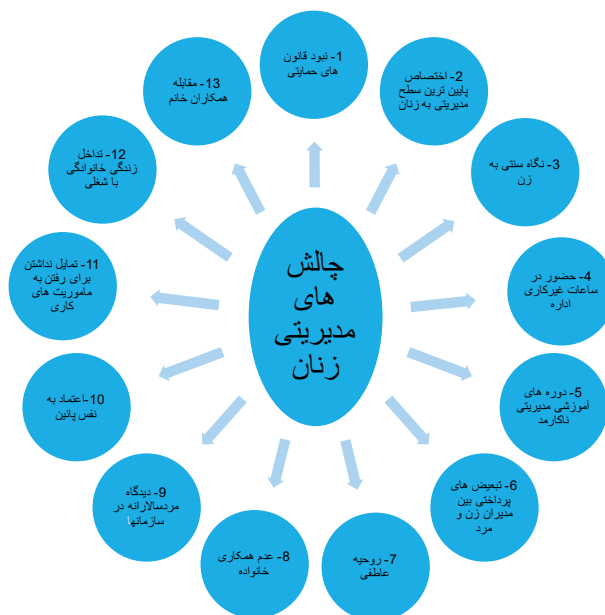 چالش
های
مدیریتی
زنان
1- نبود قانون
های حمایتی
2- اختصاص
پایین ترین سطح
مدیریتی به زنان
3- نگاه سنتی به
زن
4- حضور در
ساعات غیرکاری
اداره
5- دوره های
آموزشی مدیریتی
ناکارمد
6- تبعیض های
پرداختی بین
مدیران زن و
مرد
7- روحیه
عاطفی
8- عدم همکاری
خانواده
9- دیدگاه
مردسالارانه در
سازمانها
10-اعتماد به
نفس پائین
11- تمایل نداشتن
برای رفتن به
ماموریت های
کاری
12- تداخل
زندگی خانوادگی
با شغلی
13- مقابله
همکاران خانم